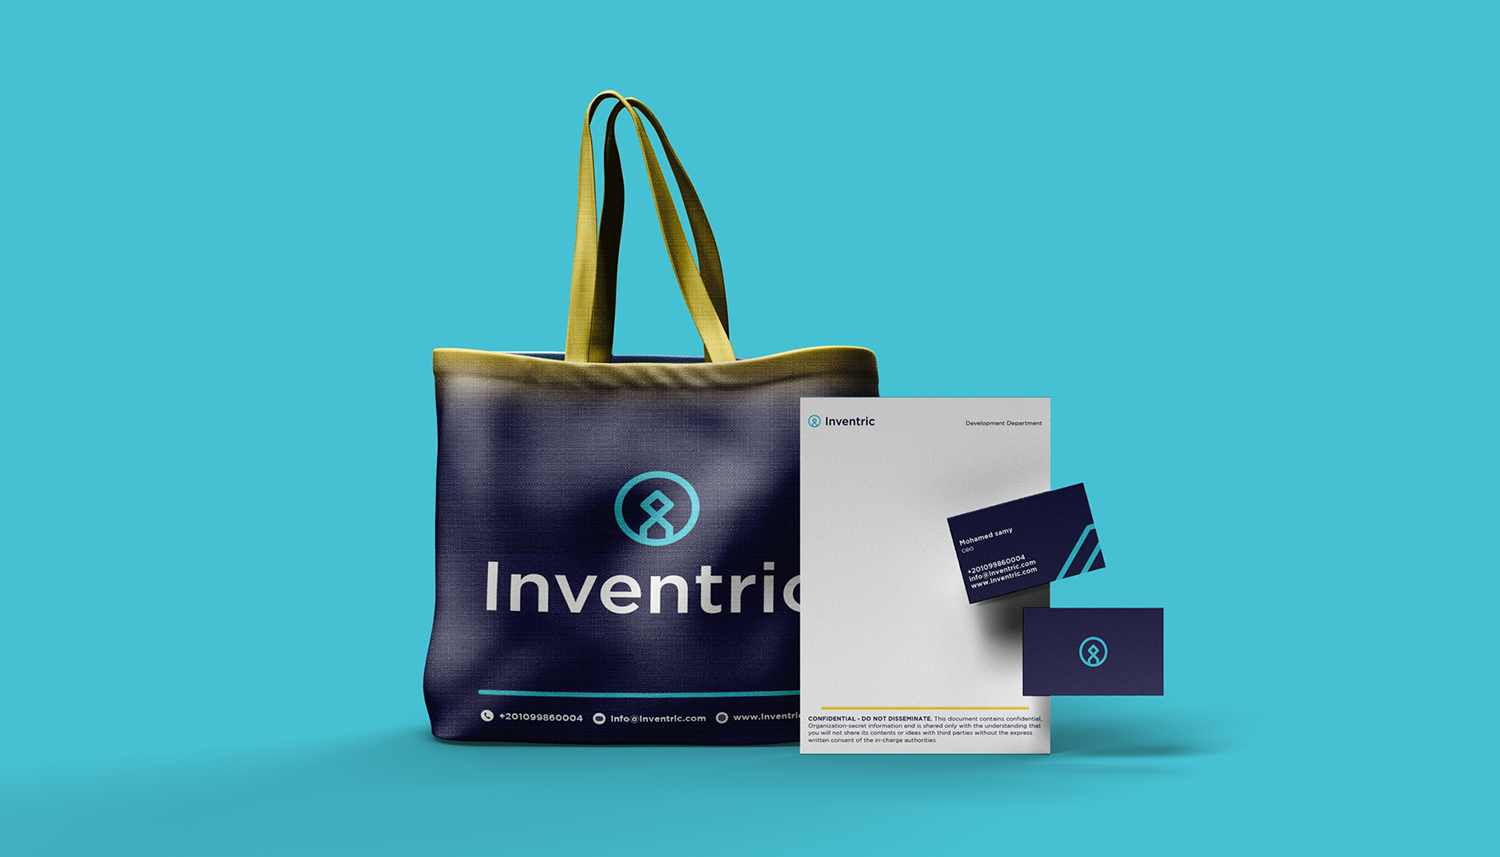 Inventric
+201099860004
Info@Inventric.com
www.Inventric
Inventric
Development Department
Mohamed samy
ceo
+201099860004
info@Inventric.com
www.Inventric.com
CONFIDENTIAL - DO NOT DISSEMINATE. This document contains confidential,
Organization-secret information and is shared only with the understanding that
you will not share its contents or ideas with third parties without the express
written consent of the in-charge authorities